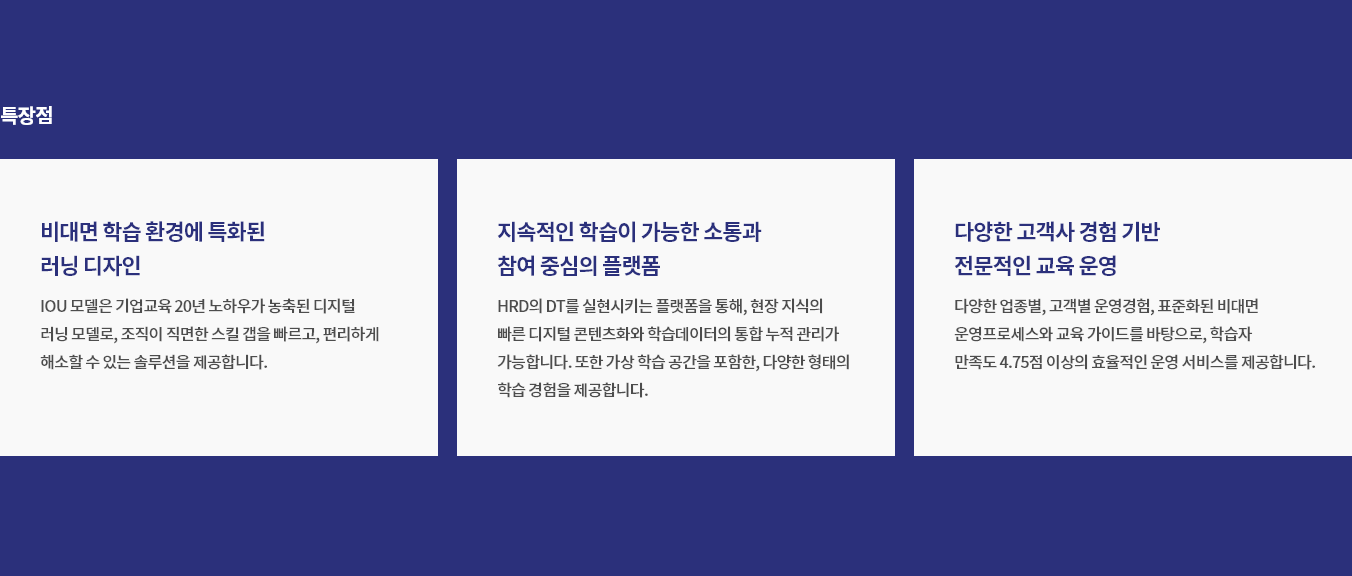 특장점
비대면 학습 환경에 특화된
러닝 디자인
IOU 모델은 기업교육 20년 노하우가 농축된 디지털
러닝 모델로, 조직이 직면한 스킬 갭을 빠르고, 편리하게
해소할 수 있는 솔루션을 제공합니다.
지속적인 학습이 가능한 소통과
참여 중심의 플랫폼
HRD의 DT를 실현시키는 플랫폼을 통해, 현장 지식의
빠른 디지털 콘텐츠화와 학습데이터의 통합 누적 관리가
가능합니다. 또한 가상 학습 공간을 포함한, 다양한 형태의
학습 경험을 제공합니다.
다양한 고객사 경험 기반
전문적인 교육 운영
다양한 업종별, 고객별 운영경험, 표준화된 비대면
운영프로세스와 교육 가이드를 바탕으로, 학습자
만족도 4.75점 이상의 효율적인 운영 서비스를 제공합니다.